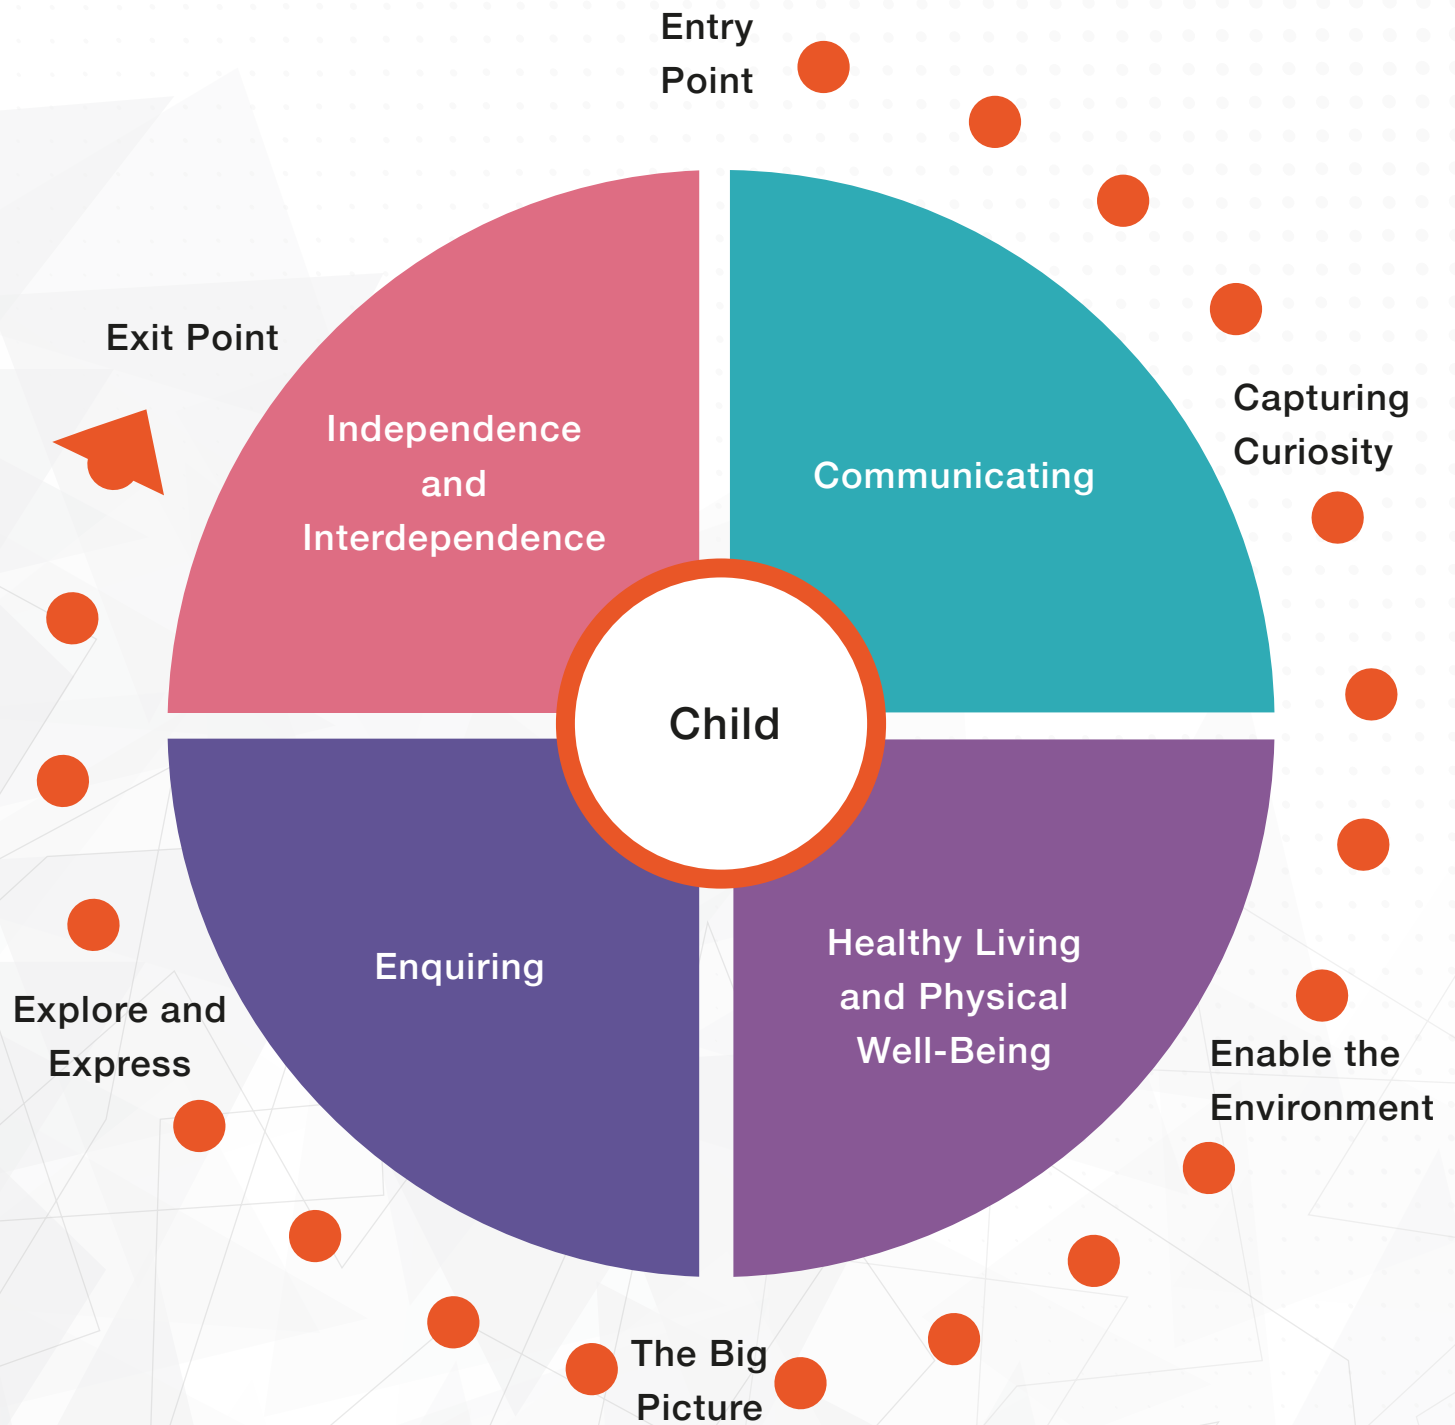 Entry
Point
Exit Point
Capturing
Curiosity
Independence
and
Interdependence
Communicating
Child
Enquiring
Healthy Living
and Physical
Well-Being
Explore and
Express
Enable the
Environment
The Big
Picture